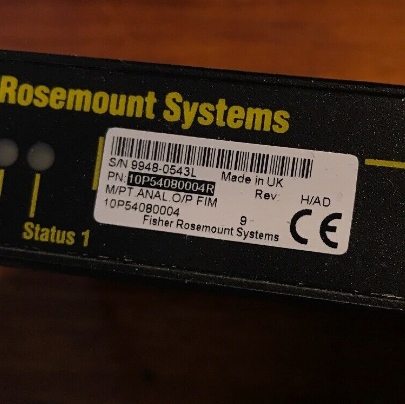 Rosemount Systems
S/N 9948-0543L Made in UK
PN: 10P54080004R Rev H/AD
M/PT.ANAL.O/P FIM
10P54080004 9-
Fisher Rosemount Systems CE
Status 1